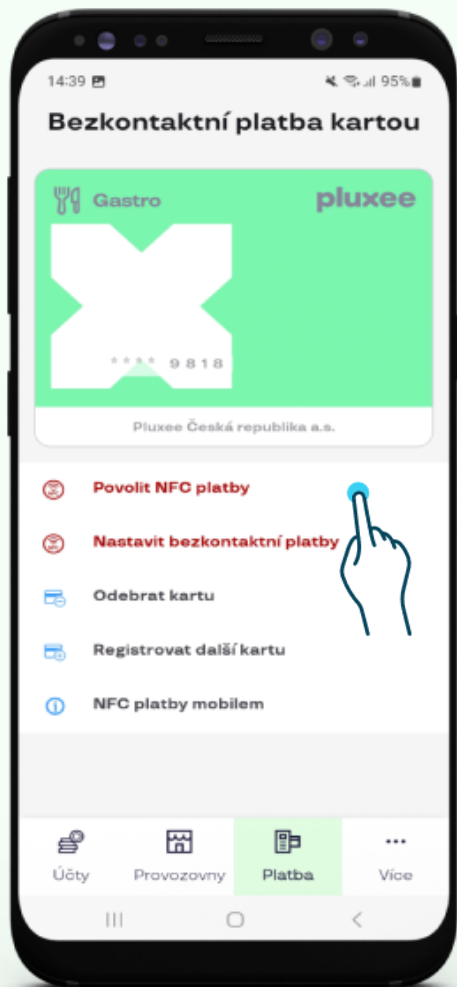 14:39 95%
Bezkontaktní platba kartou
Gastro pluxee
**** 9818
Pluxee Česká republika a.s.
Povolit NFC platby
Nastavit bezkontaktní platby
Odebrat kartu
Registrovat další kartu
NFC platby mobilem
Účty Provozovny Platba Více